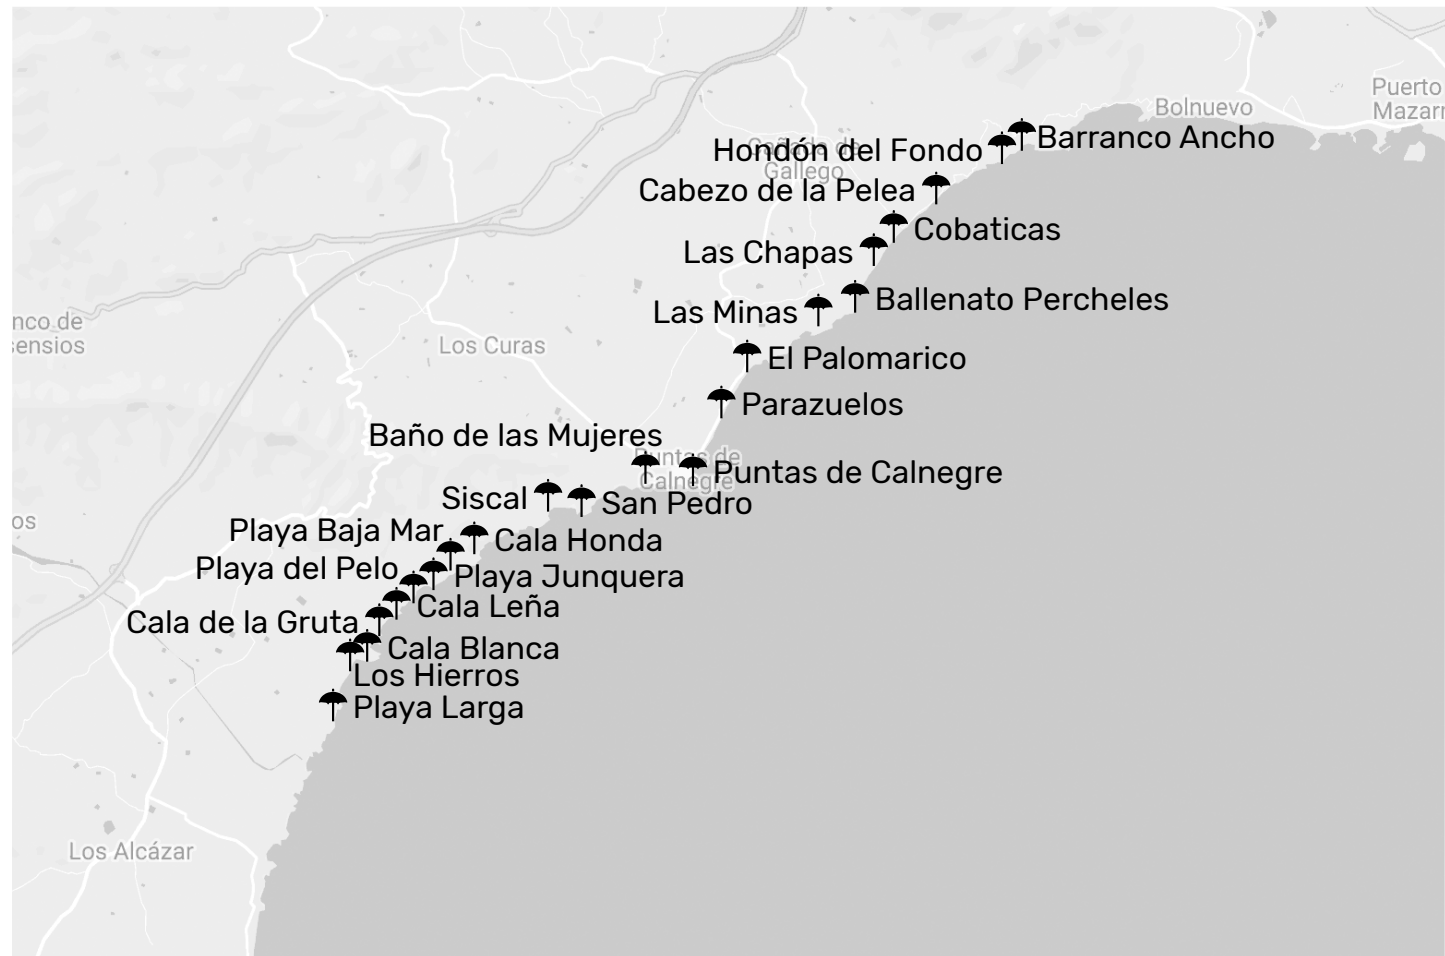 Bolnuevo
Puerto
Barranco Ancho
Hondón del Fondo
Gallego
Cabezo de la Pelea
Cobaticas
Las Chapas
Ballenato Percheles
Las Minas
Los Curas
El Palomarico
Parazuelos
Baño de las Mujeres
Puntas de
Calnegre
Puntas de Calnegre
Siscal
San Pedro
Playa Baja Mar
Cala Honda
Playa del Pelo
Playa Junquera
Cala Leña
Cala de la Gruta
Cala Blanca
Los Hierros
Playa Larga
Los Alcázar